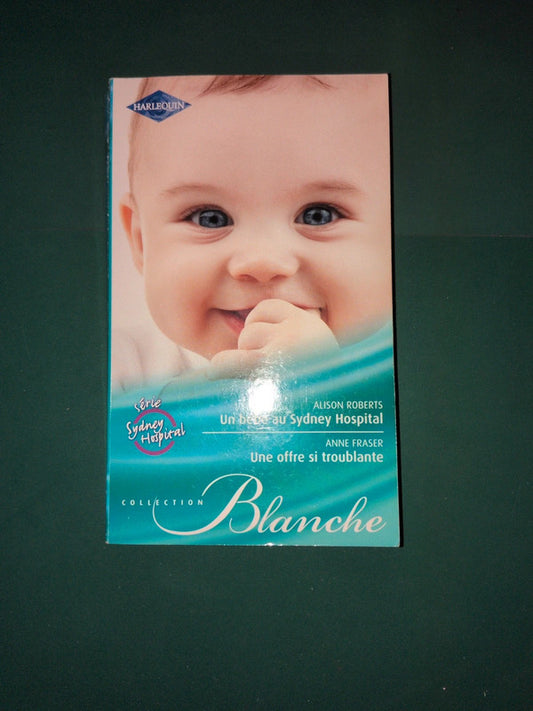 HARLEQUIN
Série
Sydney
Hospital
ALISON ROBERTS
Un bébé au Sydney Hospital
ANNE FRASER
Une offre si troublante
COLLECTION
Blanche